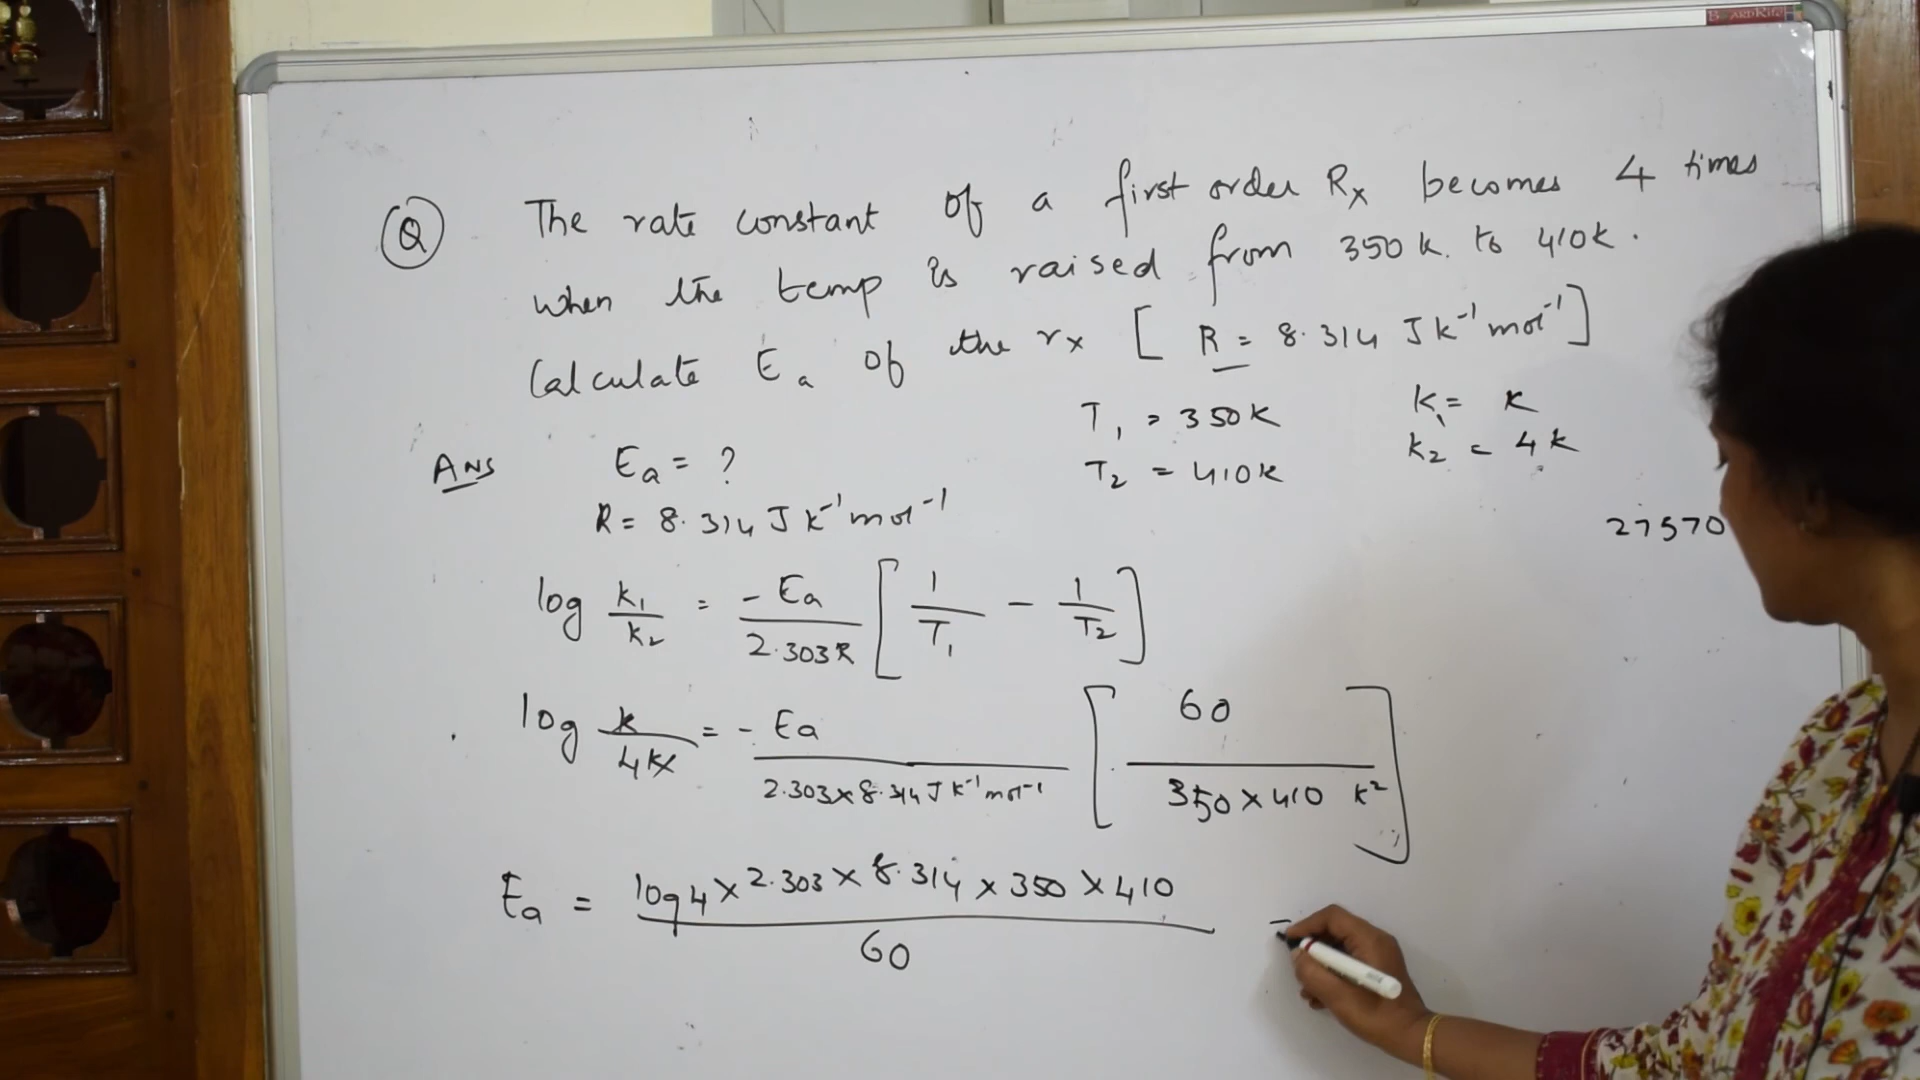 BOARDKiFi
Q The rate constant of a first order Rx becomes 4 times
when the temp is raised from 350 k. to 410k.
Calculate Ea of the rx [ R = 8.314 J k⁻¹ mol⁻¹ ]
T₁ = 350k k₁ = k
T₂ = 410k k₂ = 4k
Ans Ea = ?
R = 8.314 J k⁻¹ mol⁻¹
27570
log k₁/k₂ = -Ea/2.303R [ 1/T₁ - 1/T₂ ]
log k/4k = -Ea/2.303×8.314 J k⁻¹ mol⁻¹ [ 60/350×410 k² ]
Ea = log4×2.303×8.314×350×410/60 =